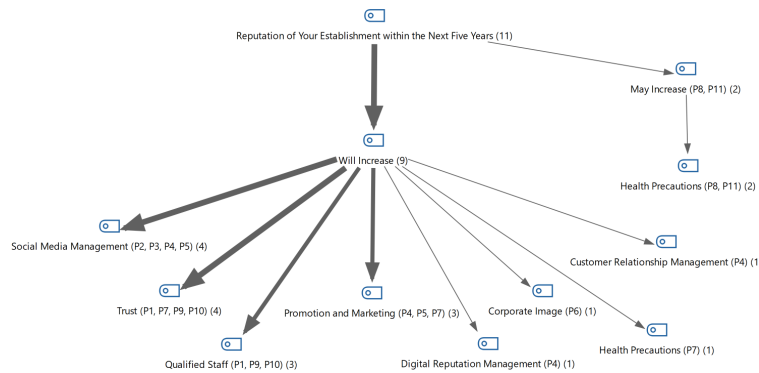 Reputation of Your Establishment within the Next Five Years (11)
May Increase (P8, P11) (2)
Will Increase (9)
Health Precautions (P8, P11) (2)
Social Media Management (P2, P3, P4, P5) (4)
Customer Relationship Management (P4) (1
Trust (P1, P7, P9, P10) (4)
Promotion and Marketing (P4, P5, P7) (3)
Corporate Image (P6) (1)
Health Precautions (P7) (1)
Qualified Staff (P1, P9, P10) (3)
Digital Reputation Management (P4) (1)